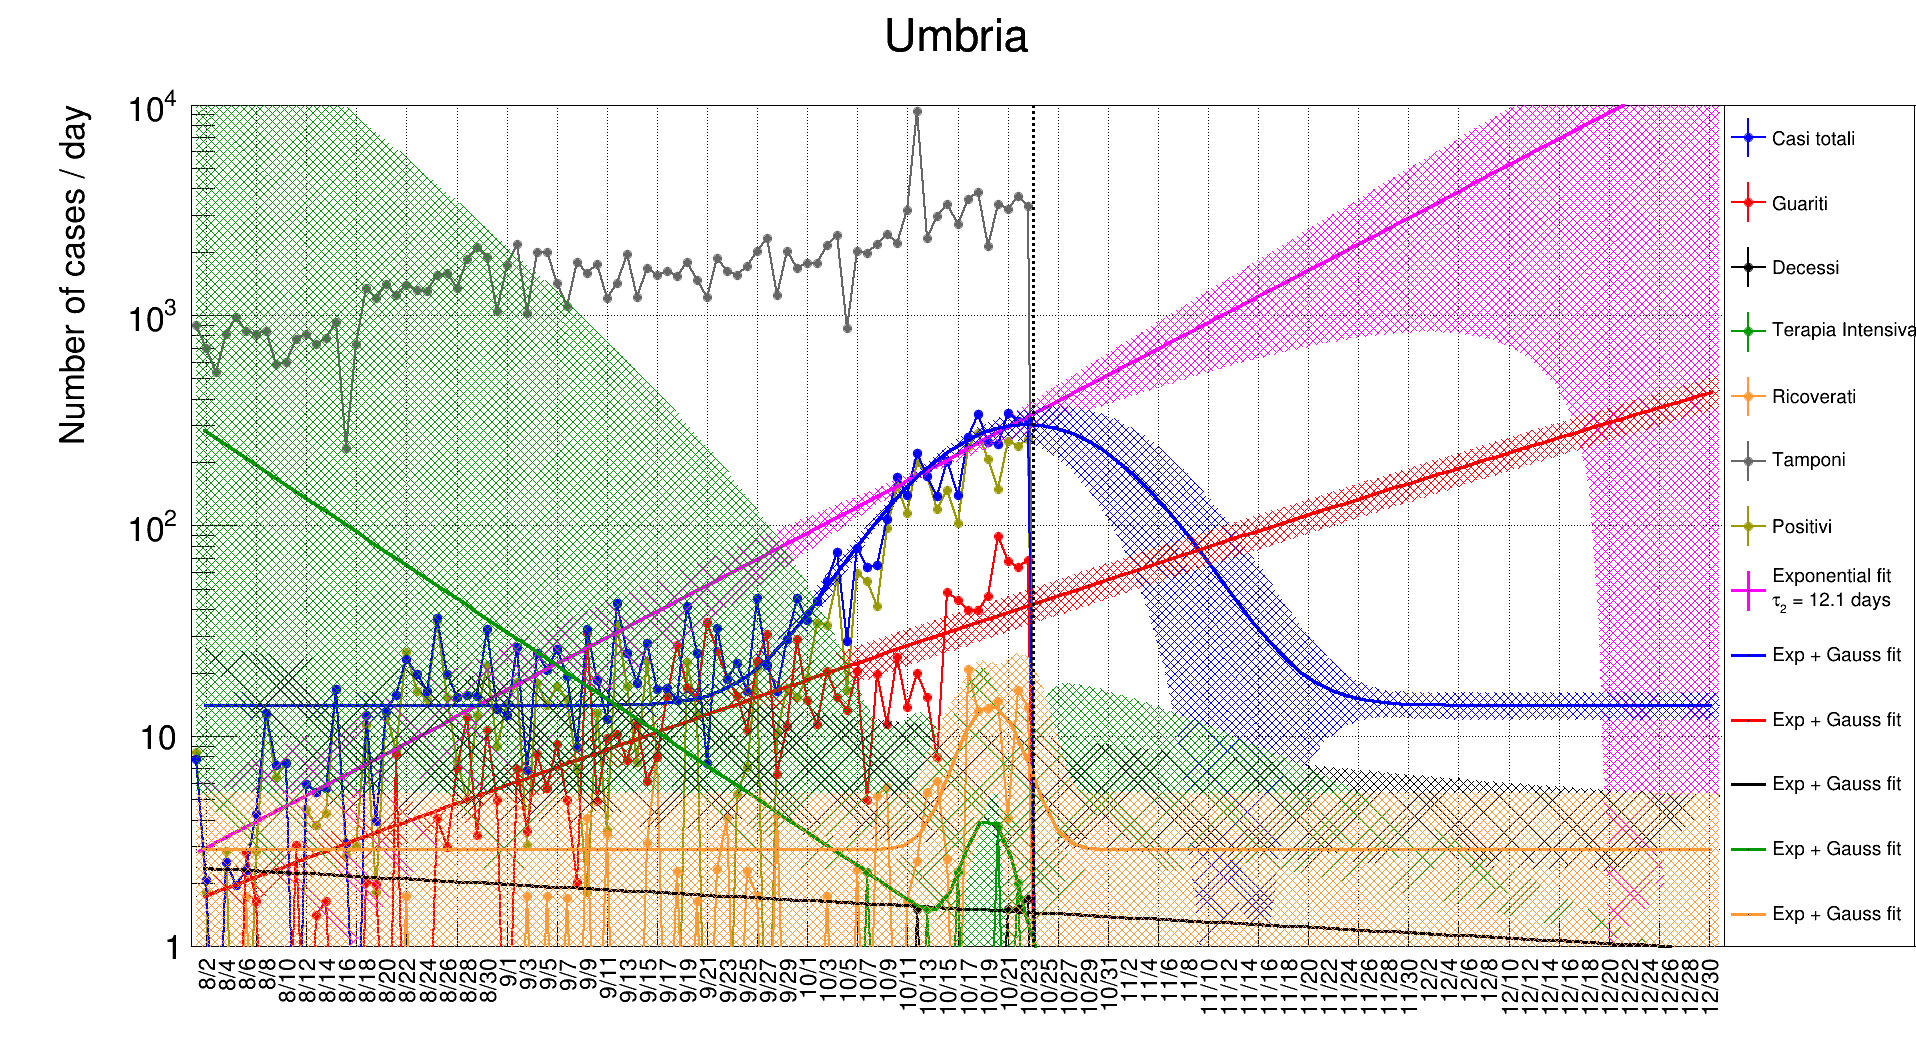 Umbria
Number of cases / day
10^4
10^3
10^2
10
1
8/2 8/4 8/6 8/8 8/10 8/12 8/14 8/16 8/18 8/20 8/22 8/24 8/26 8/28 8/30 9/1 9/3 9/5 9/7 9/9 9/11 9/13 9/15 9/17 9/19 9/21 9/23 9/25 9/27 9/29 10/1 10/3 10/5 10/7 10/9 10/11 10/13 10/15 10/17 10/19 10/21 10/23 10/25 10/27 10/29 10/31 11/2 11/4 11/6 11/8 11/10 11/12 11/14 11/16 11/18 11/20 11/22 11/24 11/26 11/28 11/30 12/2 12/4 12/6 12/8 12/10 12/12 12/14 12/16 12/18 12/20 12/22 12/24 12/26 12/28 12/30
Casi totali
Guariti
Decessi
Terapia Intensiva
Ricoverati
Tamponi
Positivi
Exponential fit
τ₂ = 12.1 days
Exp + Gauss fit
Exp + Gauss fit
Exp + Gauss fit
Exp + Gauss fit
Exp + Gauss fit